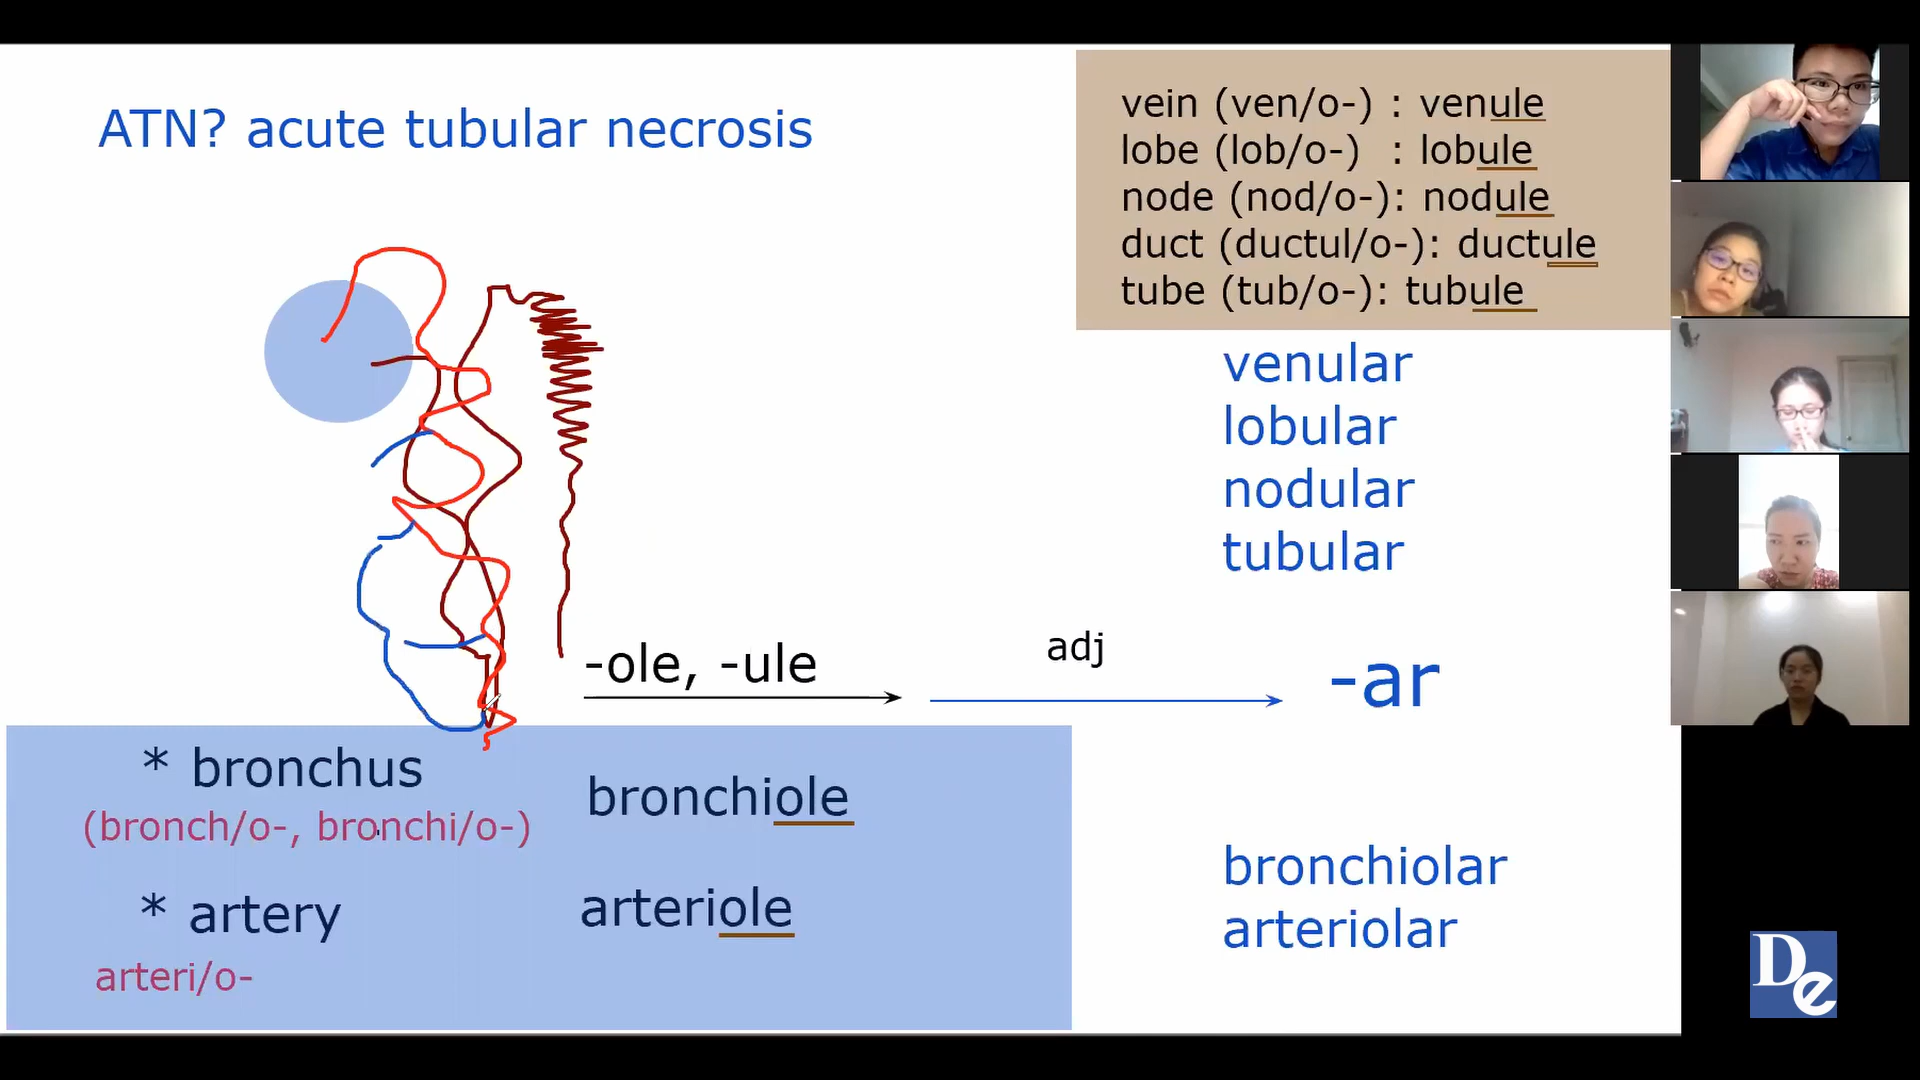 ATN? acute tubular necrosis
vein (ven/o-) : venule
lobe (lob/o-) : lobule
node (nod/o-): nodule
duct (ductul/o-): ductule
tube (tub/o-): tubule
venular
lobular
nodular
tubular
-ole, -ule
adj
-ar
* bronchus
(bronch/o-, bronchi/o-)
bronchiole
* artery
arteri/o-
arteriole
bronchiolar
arteriolar
De